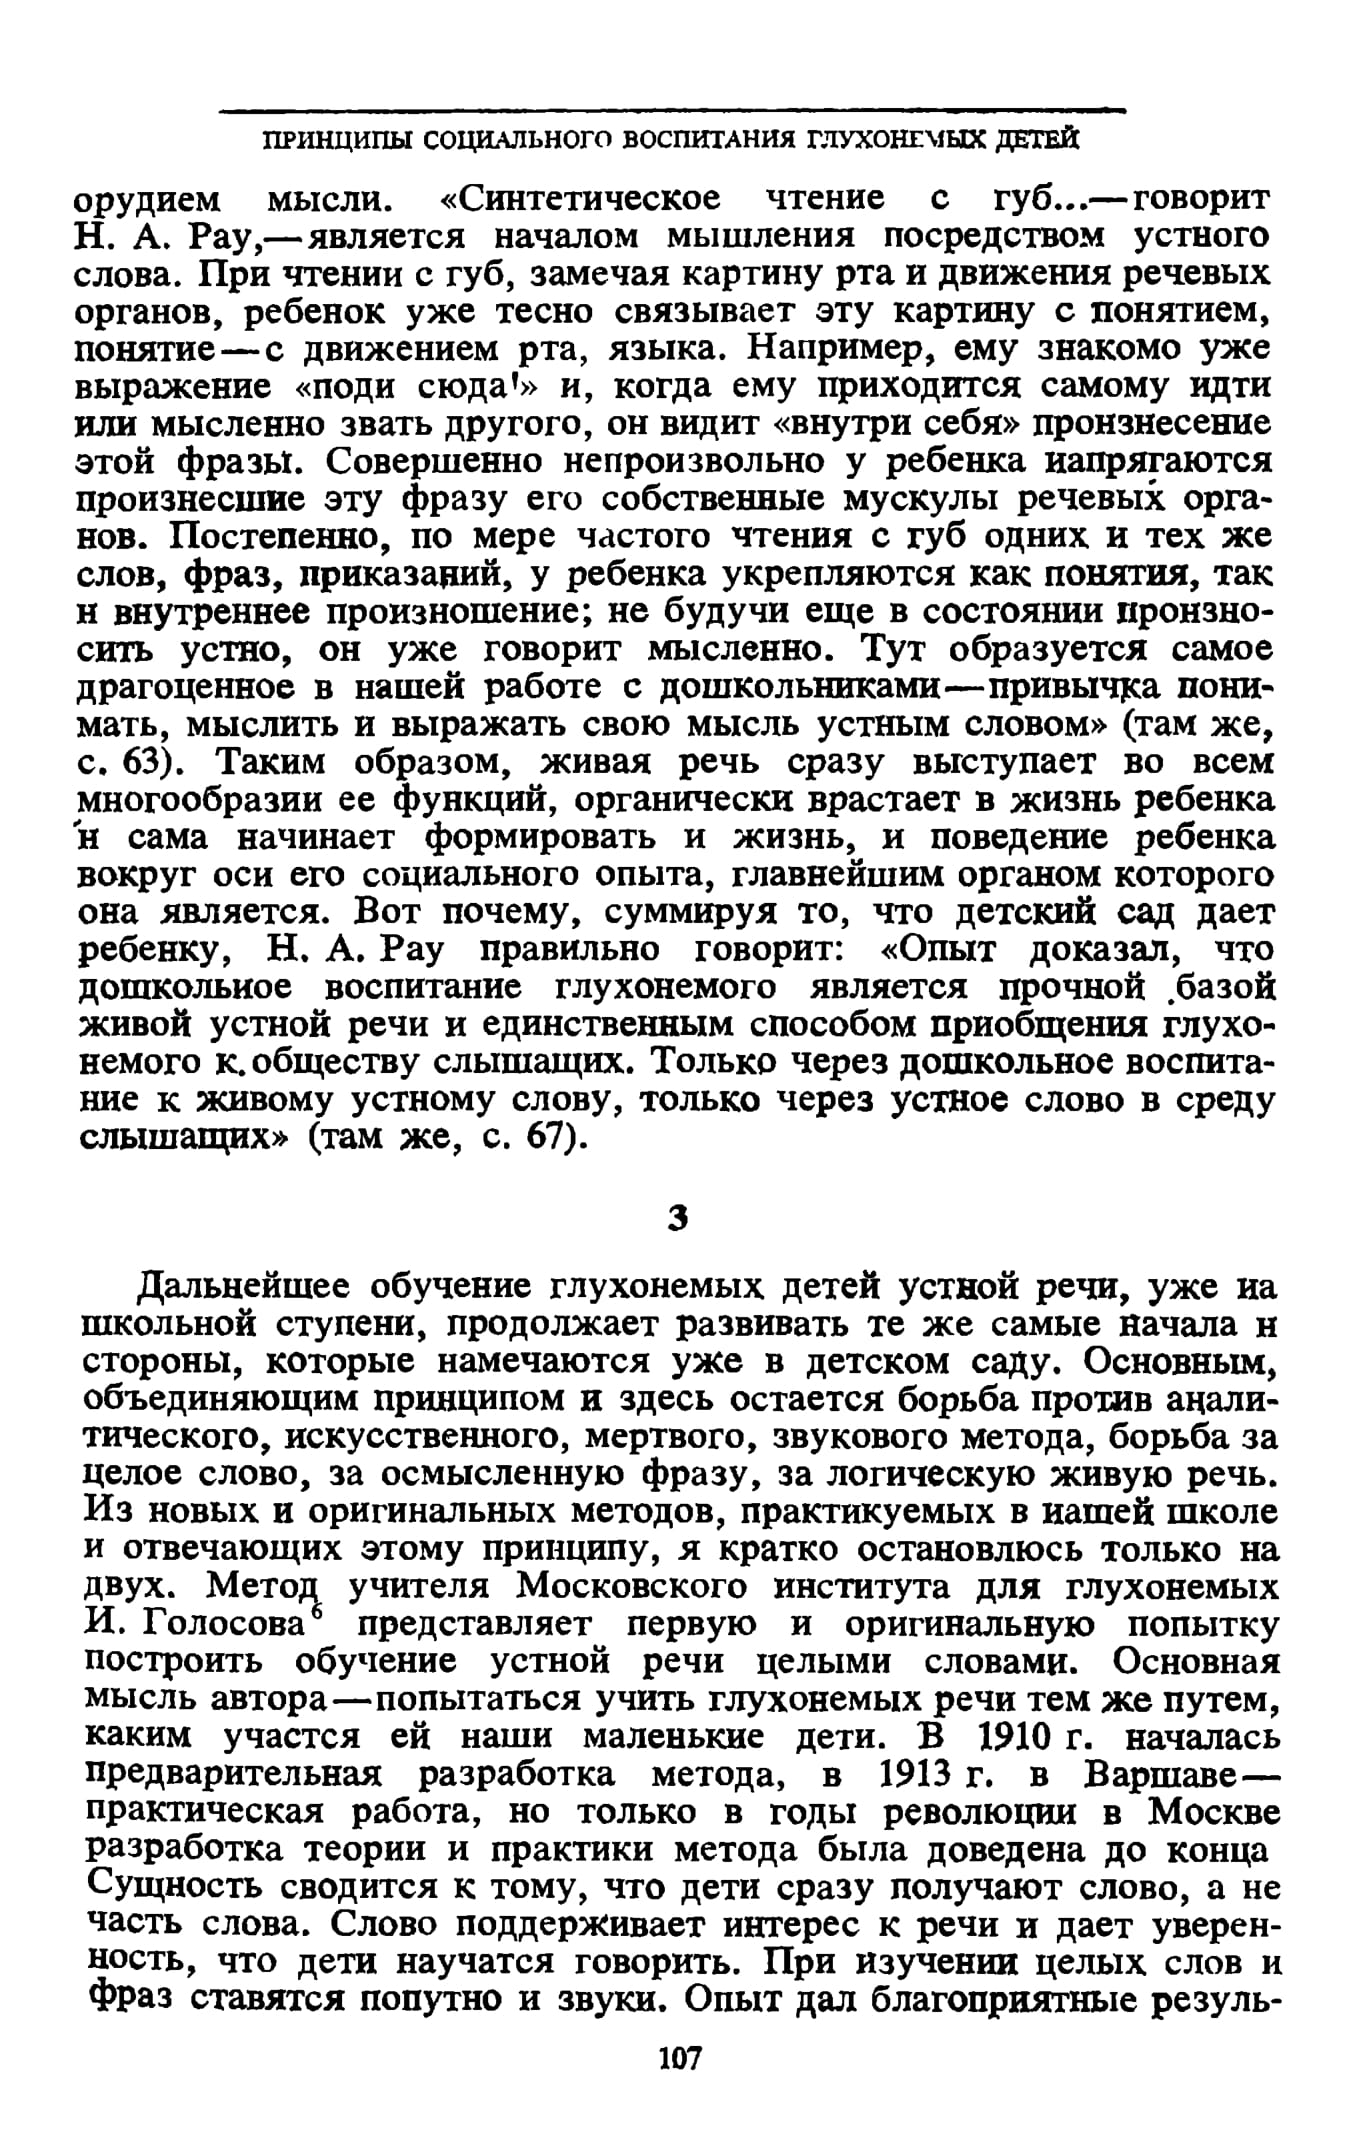 ПРИНЦИПЫ СОЦИАЛЬНОГО ВОСПИТАНИЯ ГЛУХОНЕМЫХ ДЕТЕЙ
орудием мысли. «Синтетическое чтение с губ...—говорит
Н. А. Рау,—является началом мышления посредством устного
слова. При чтении с губ, замечая картину рта и движения речевых
органов, ребенок уже тесно связывает эту картину с понятием,
понятие—с движением рта, языка. Например, ему знакомо уже
выражение «поди сюда!» и, когда ему приходится самому идти
или мысленно звать другого, он видит «внутри себя» произнесение
этой фразы. Совершенно непроизвольно у ребенка напрягаются
произнесшие эту фразу его собственные мускулы речевых орга-
нов. Постепенно, по мере частого чтения с губ одних и тех же
слов, фраз, приказаний, у ребенка укрепляются как понятия, так
и внутреннее произношение; не будучи еще в состоянии произно-
сить устно, он уже говорит мысленно. Тут образуется самое
драгоценное в нашей работе с дошкольниками—привычка пони-
мать, мыслить и выражать свою мысль устным словом» (там же,
с. 63). Таким образом, живая речь сразу выступает во всем
многообразии ее функций, органически врастает в жизнь ребенка
и сама начинает формировать и жизнь, и поведение ребенка
вокруг оси его социального опыта, главнейшим органом которого
она является. Вот почему, суммируя то, что детский сад дает
ребенку, Н. А. Рау правильно говорит: «Опыт доказал, что
дошкольное воспитание глухонемого является прочной базой
живой устной речи и единственным способом приобщения глухо-
немого к обществу слышащих. Только через дошкольное воспита-
ние к живому устному слову, только через устное слово в среду
слышащих» (там же, с. 67).
3
Дальнейшее обучение глухонемых детей устной речи, уже на
школьной ступени, продолжает развивать те же самые начала и
стороны, которые намечаются уже в детском саду. Основным,
объединяющим принципом и здесь остается борьба против анали-
тического, искусственного, мертвого, звукового метода, борьба за
целое слово, за осмысленную фразу, за логическую живую речь.
Из новых и оригинальных методов, практикуемых в нашей школе
и отвечающих этому принципу, я кратко остановлюсь только на
двух. Метод учителя Московского института для глухонемых
И. Голосова⁶ представляет первую и оригинальную попытку
построить обучение устной речи целыми словами. Основная
мысль автора—попытаться учить глухонемых речи тем же путем,
каким участся ей наши маленькие дети. В 1910 г. началась
предварительная разработка метода, в 1913 г. в Варшаве—
практическая работа, но только в годы революции в Москве
разработка теории и практики метода была доведена до конца
Сущность сводится к тому, что дети сразу получают слово, а не
часть слова. Слово поддерживает интерес к речи и дает уверен-
ность, что дети научатся говорить. При изучении целых слов и
фраз ставятся попутно и звуки. Опыт дал благоприятные резуль-
107